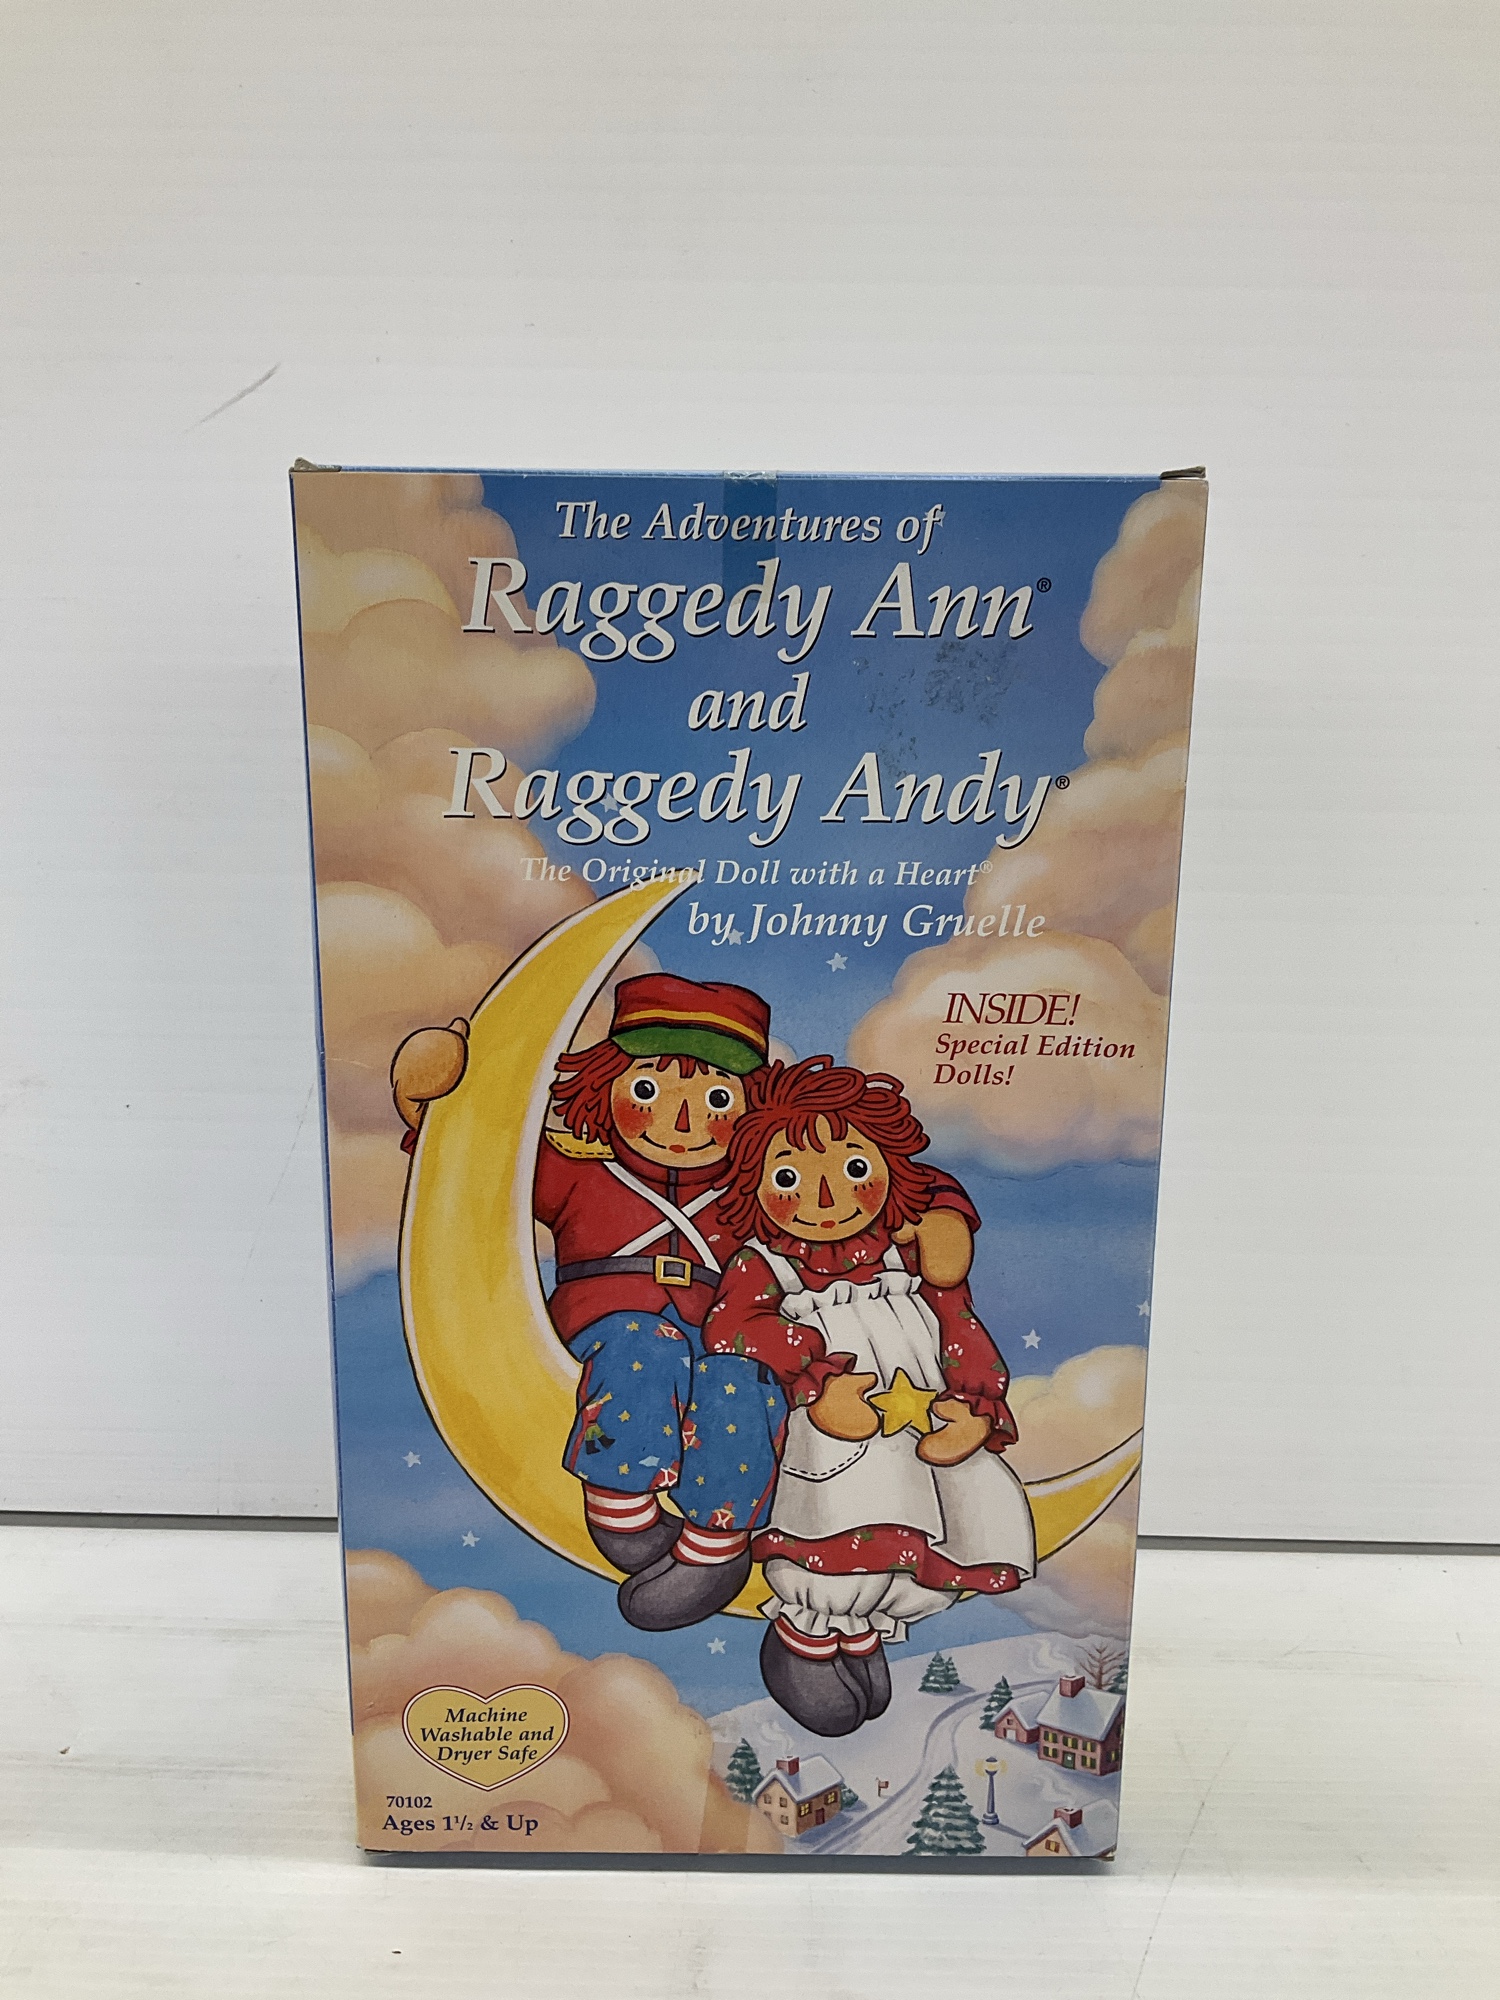 The Adventures of
Raggedy Ann®
and
Raggedy Andy®
The Original Doll with a Heart®
by Johnny Gruelle
INSIDE!
Special Edition
Dolls!
Machine
Washable and
Dryer Safe
70102
Ages 1½ & Up